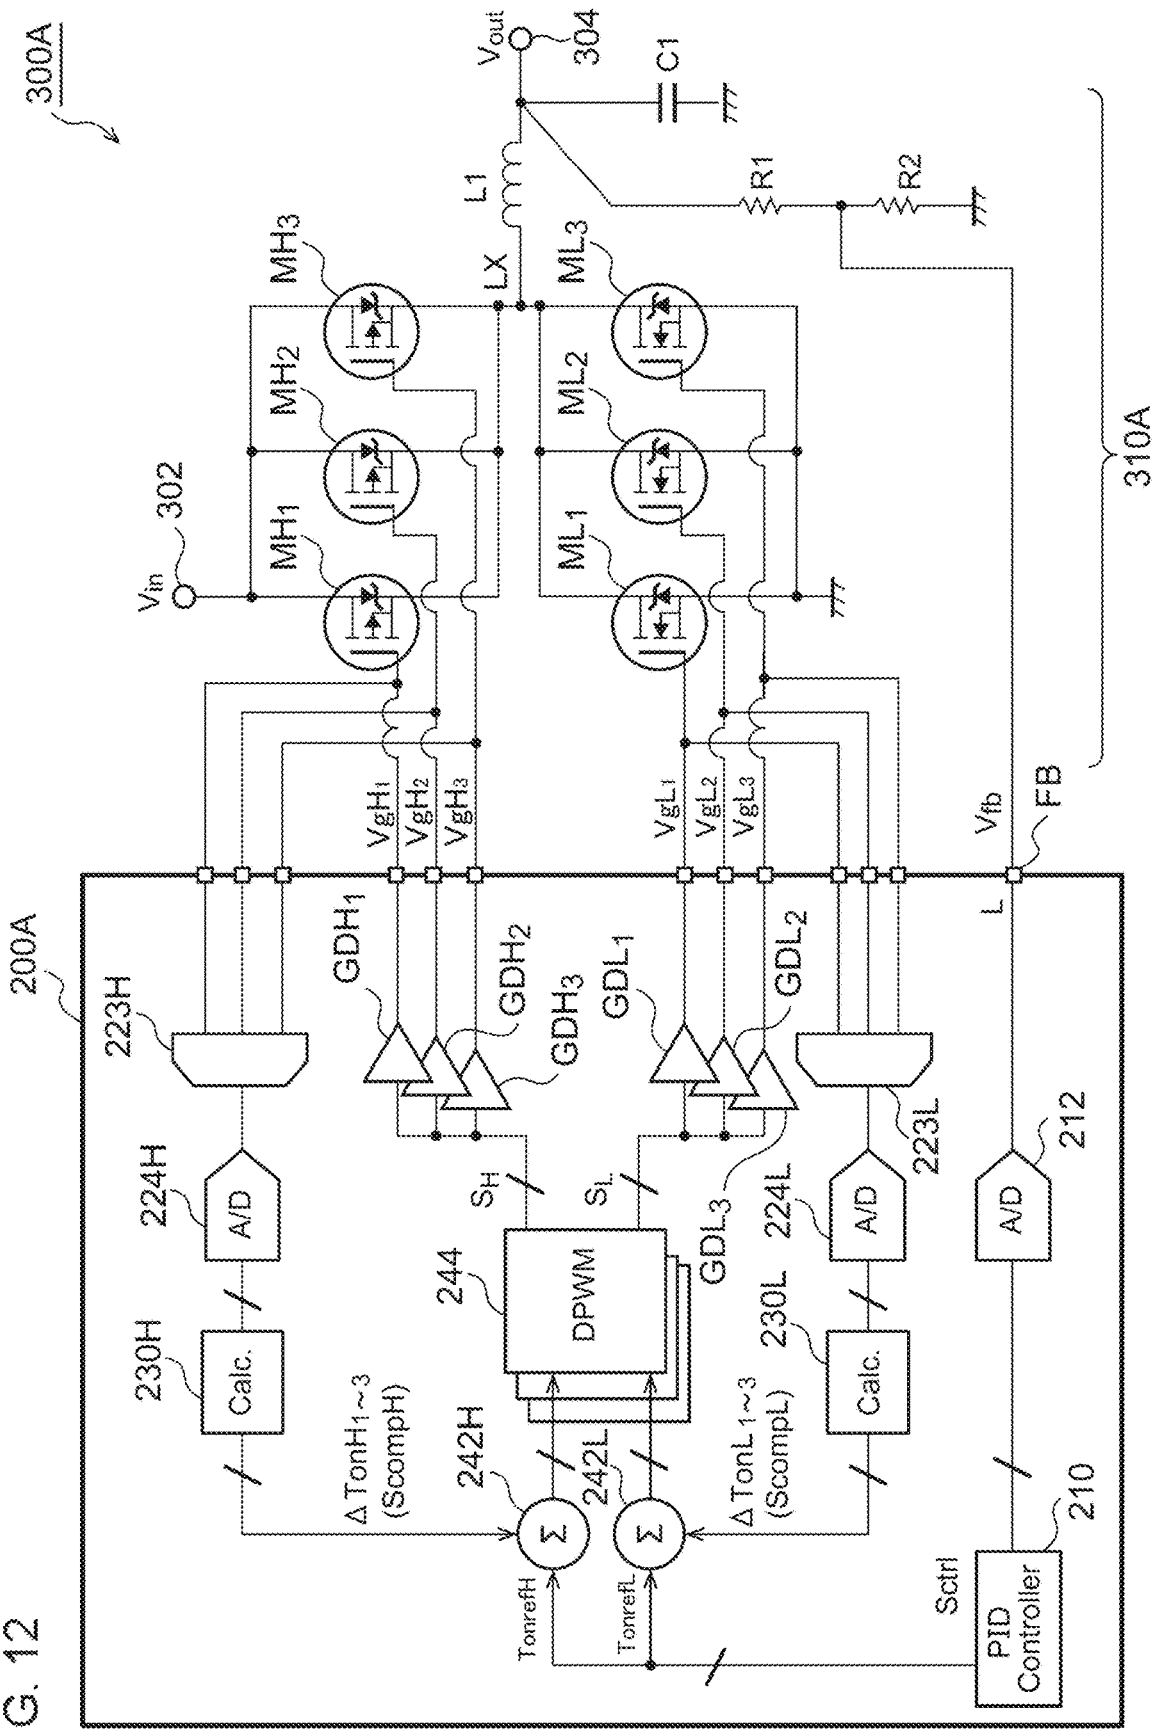 G. 12
300A
200A
310A
Vin
302
MH1
MH2
MH3
LX
L1
Vout
304
C1
R1
R2
ML1
ML2
ML3
VgH1
VgH2
VgH3
VgL1
VgL2
VgL3
Vfb
FB
L
223H
224H
A/D
230H
Calc.
Δ TonH1~3
(ScompH)
GDH1
GDH2
GDH3
GDL1
GDL2
GDL3
SH
SL
244
DPWM
242H
Σ
242L
Σ
TonrefH
TonrefL
Δ TonL1~3
(ScompL)
223L
224L
A/D
230L
Calc.
212
A/D
210
Sctrl
PID
Controller